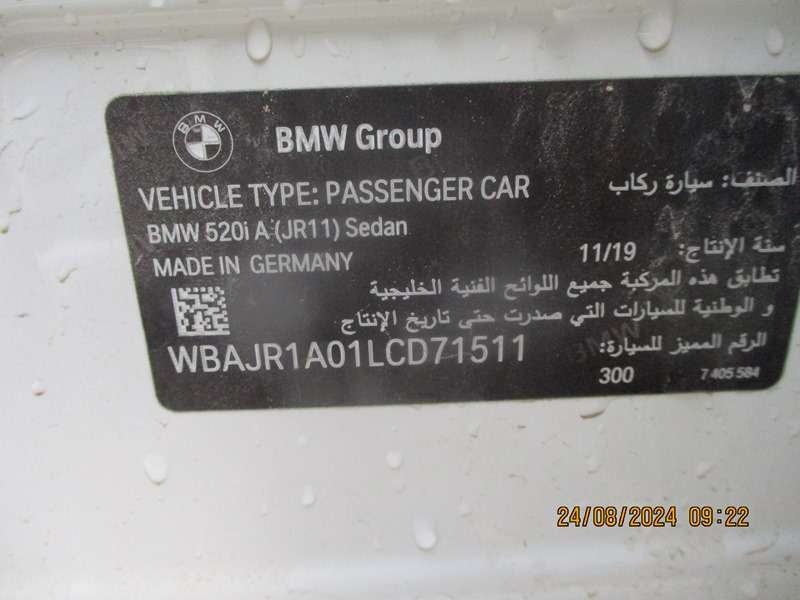 BMW
BMW Group
VEHICLE TYPE: PASSENGER CAR
الصنف: سيارة ركاب
BMW 520i A (JR11) Sedan
سنة الإنتاج: 11/19
MADE IN GERMANY
تطابق هذه المركبة جميع اللوائح الفنية الخليجية
و الوطنية للسيارات التي صدرت حتى تاريخ الإنتاج
الرقم المميز للسيارة:
WBAJR1A01LCD71511
300
7 405 584
24/08/2024 09:22